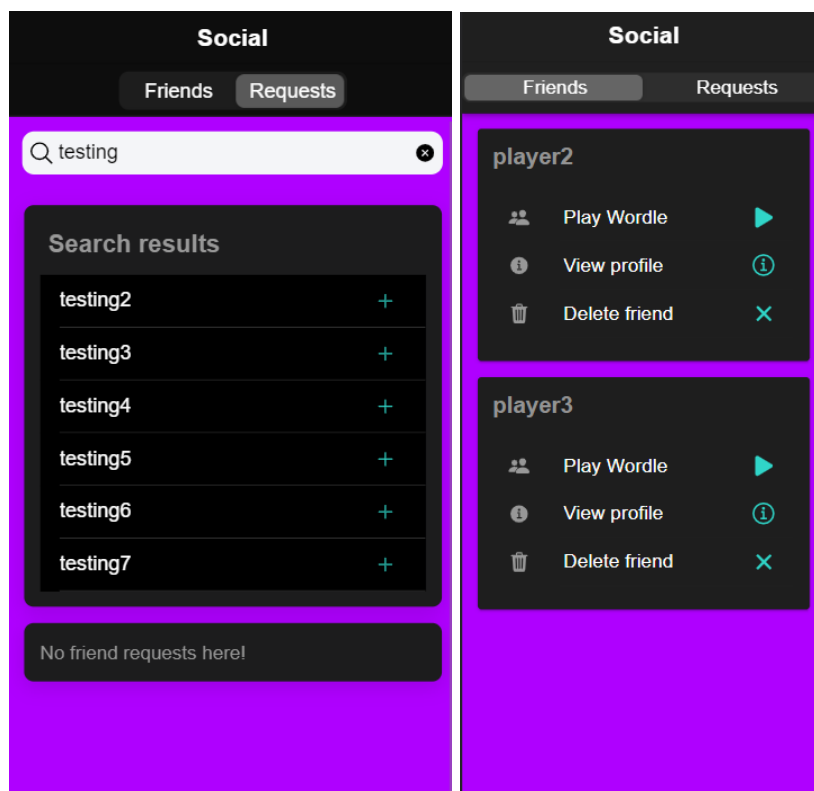 Social
Friends Requests
testing
Search results
testing2
testing3
testing4
testing5
testing6
testing7
No friend requests here!
Social
Friends Requests
player2
Play Wordle
View profile
Delete friend
player3
Play Wordle
View profile
Delete friend